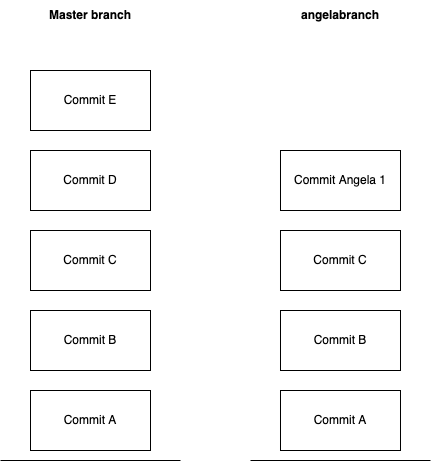 Master branch
angelabranch
Commit E
Commit D
Commit Angela 1
Commit C
Commit C
Commit B
Commit B
Commit A
Commit A